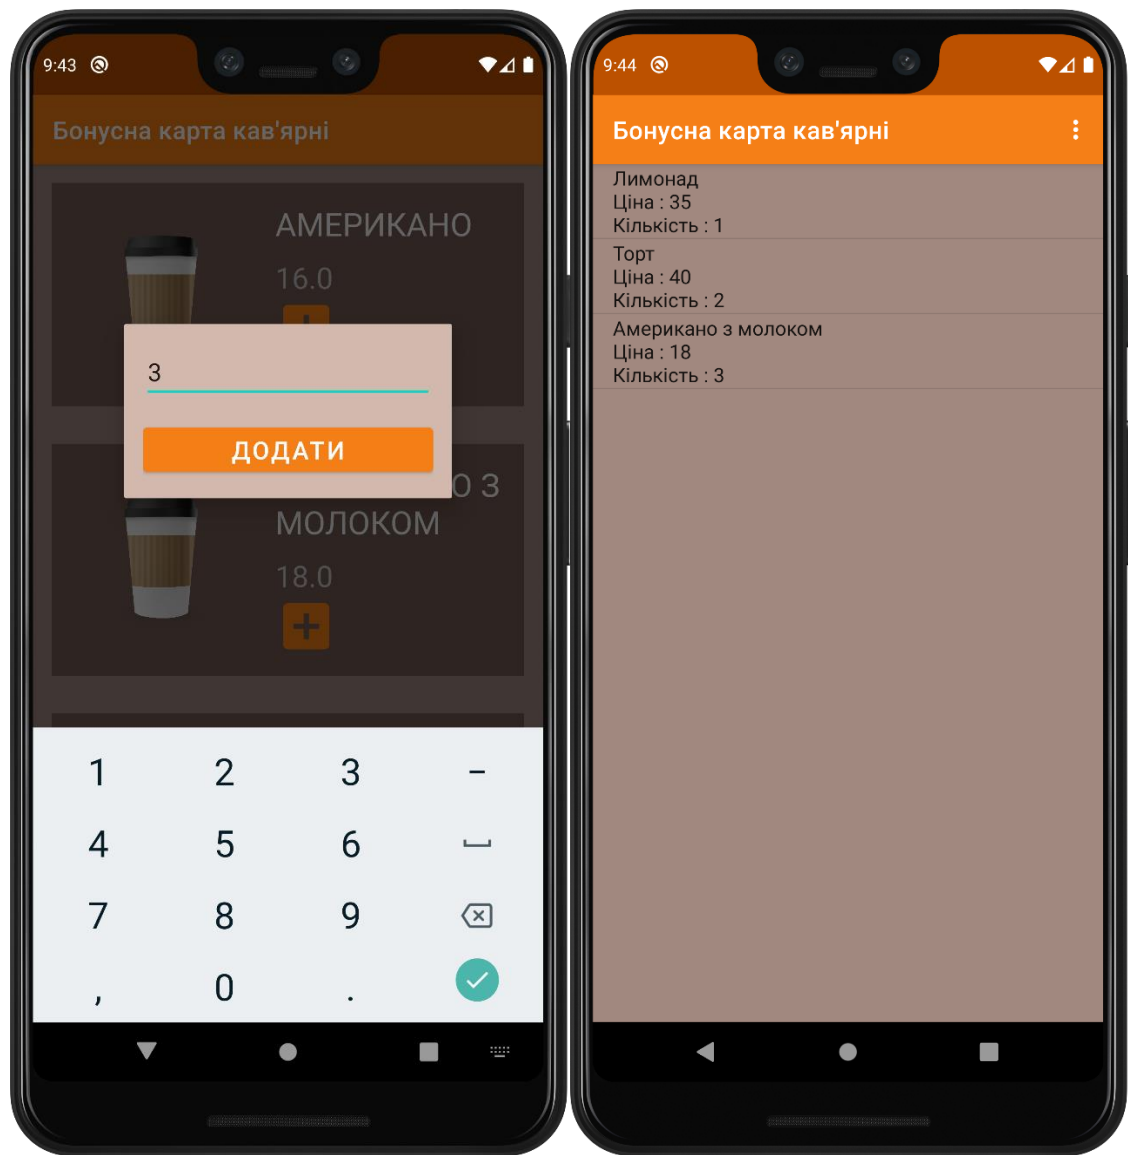 9:43
Бонусна карта кав'ярні
АМЕРИКАНО
16.0
+
3
ДОДАТИ
О З
МОЛОКОМ
18.0
+
1 2 3 -
4 5 6
7 8 9
, 0 .
9:44
Бонусна карта кав'ярні
Лимонад
Ціна : 35
Кількість : 1
Торт
Ціна : 40
Кількість : 2
Американо з молоком
Ціна : 18
Кількість : 3